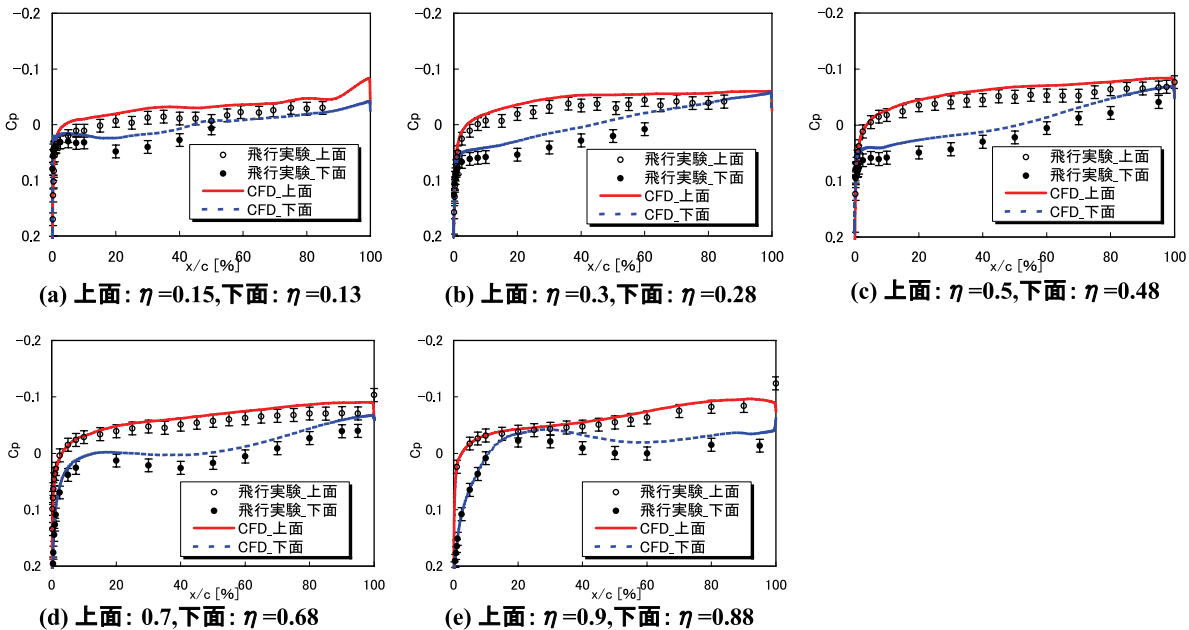 -0.2
-0.1
0
0.1
0.2
Cp
0 20 40 60 80 100
x/c [%]
飛行実験_上面
飛行実験_下面
CFD_上面
CFD_下面
(a) 上面: η =0.15,下面: η =0.13
-0.2
-0.1
0
0.1
0.2
Cp
0 20 40 60 80 100
x/c [%]
飛行実験_上面
飛行実験_下面
CFD_上面
CFD_下面
(b) 上面: η =0.3,下面: η =0.28
-0.2
-0.1
0
0.1
0.2
Cp
0 20 40 60 80 100
x/c [%]
飛行実験_上面
飛行実験_下面
CFD_上面
CFD_下面
(c) 上面: η =0.5,下面: η =0.48
-0.2
-0.1
0
0.1
0.2
Cp
0 20 40 60 80 100
x/c [%]
飛行実験_上面
飛行実験_下面
CFD_上面
CFD_下面
(d) 上面: 0.7,下面: η =0.68
-0.2
-0.1
0
0.1
0.2
Cp
0 20 40 60 80 100
x/c [%]
飛行実験_上面
飛行実験_下面
CFD_上面
CFD_下面
(e) 上面: η =0.9,下面: η =0.88